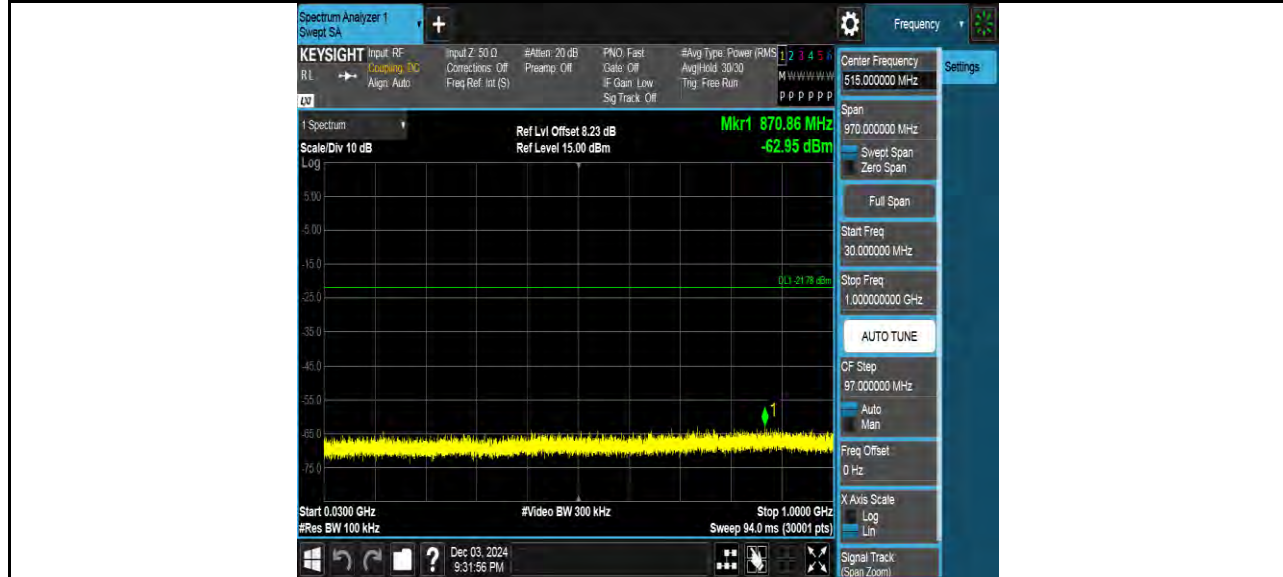 Spectrum Analyzer 1
Swept SA
+
Frequency
KEYSIGHT
Input: RF
Coupling: DC
Align: Auto
Input Z: 50 Ω
Corrections: Off
Freq Ref: Int (S)
#Atten: 20 dB
Preamp: Off
PNO: Fast
Gate: Off
IF Gain: Low
Sig Track: Off
#Avg Type: Power (RMS
Avg|Hold: 30/30
Trig: Free Run
1 2 3 4 5 6
M W W W W W
P P P P P P
RL
LXI
Center Frequency
515.000000 MHz
Settings
1 Spectrum
Scale/Div 10 dB
Ref Lvl Offset 8.23 dB
Ref Level 15.00 dBm
Mkr1 870.86 MHz
-62.95 dBm
Span
970.000000 MHz
Swept Span
Zero Span
Full Span
Start Freq
30.000000 MHz
Stop Freq
1.000000000 GHz
AUTO TUNE
CF Step
97.000000 MHz
Auto
Man
Freq Offset
0 Hz
X Axis Scale
Log
Lin
Signal Track
(Span Zoom)
Log
5.00
-5.00
-15.0
DL1 -21.78 dBm
-25.0
-35.0
-45.0
-55.0
1
-65.0
-75.0
Start 0.0300 GHz
#Video BW 300 kHz
Stop 1.0000 GHz
#Res BW 100 kHz
Sweep 94.0 ms (30001 pts)
?
Dec 03, 2024
9:31:56 PM